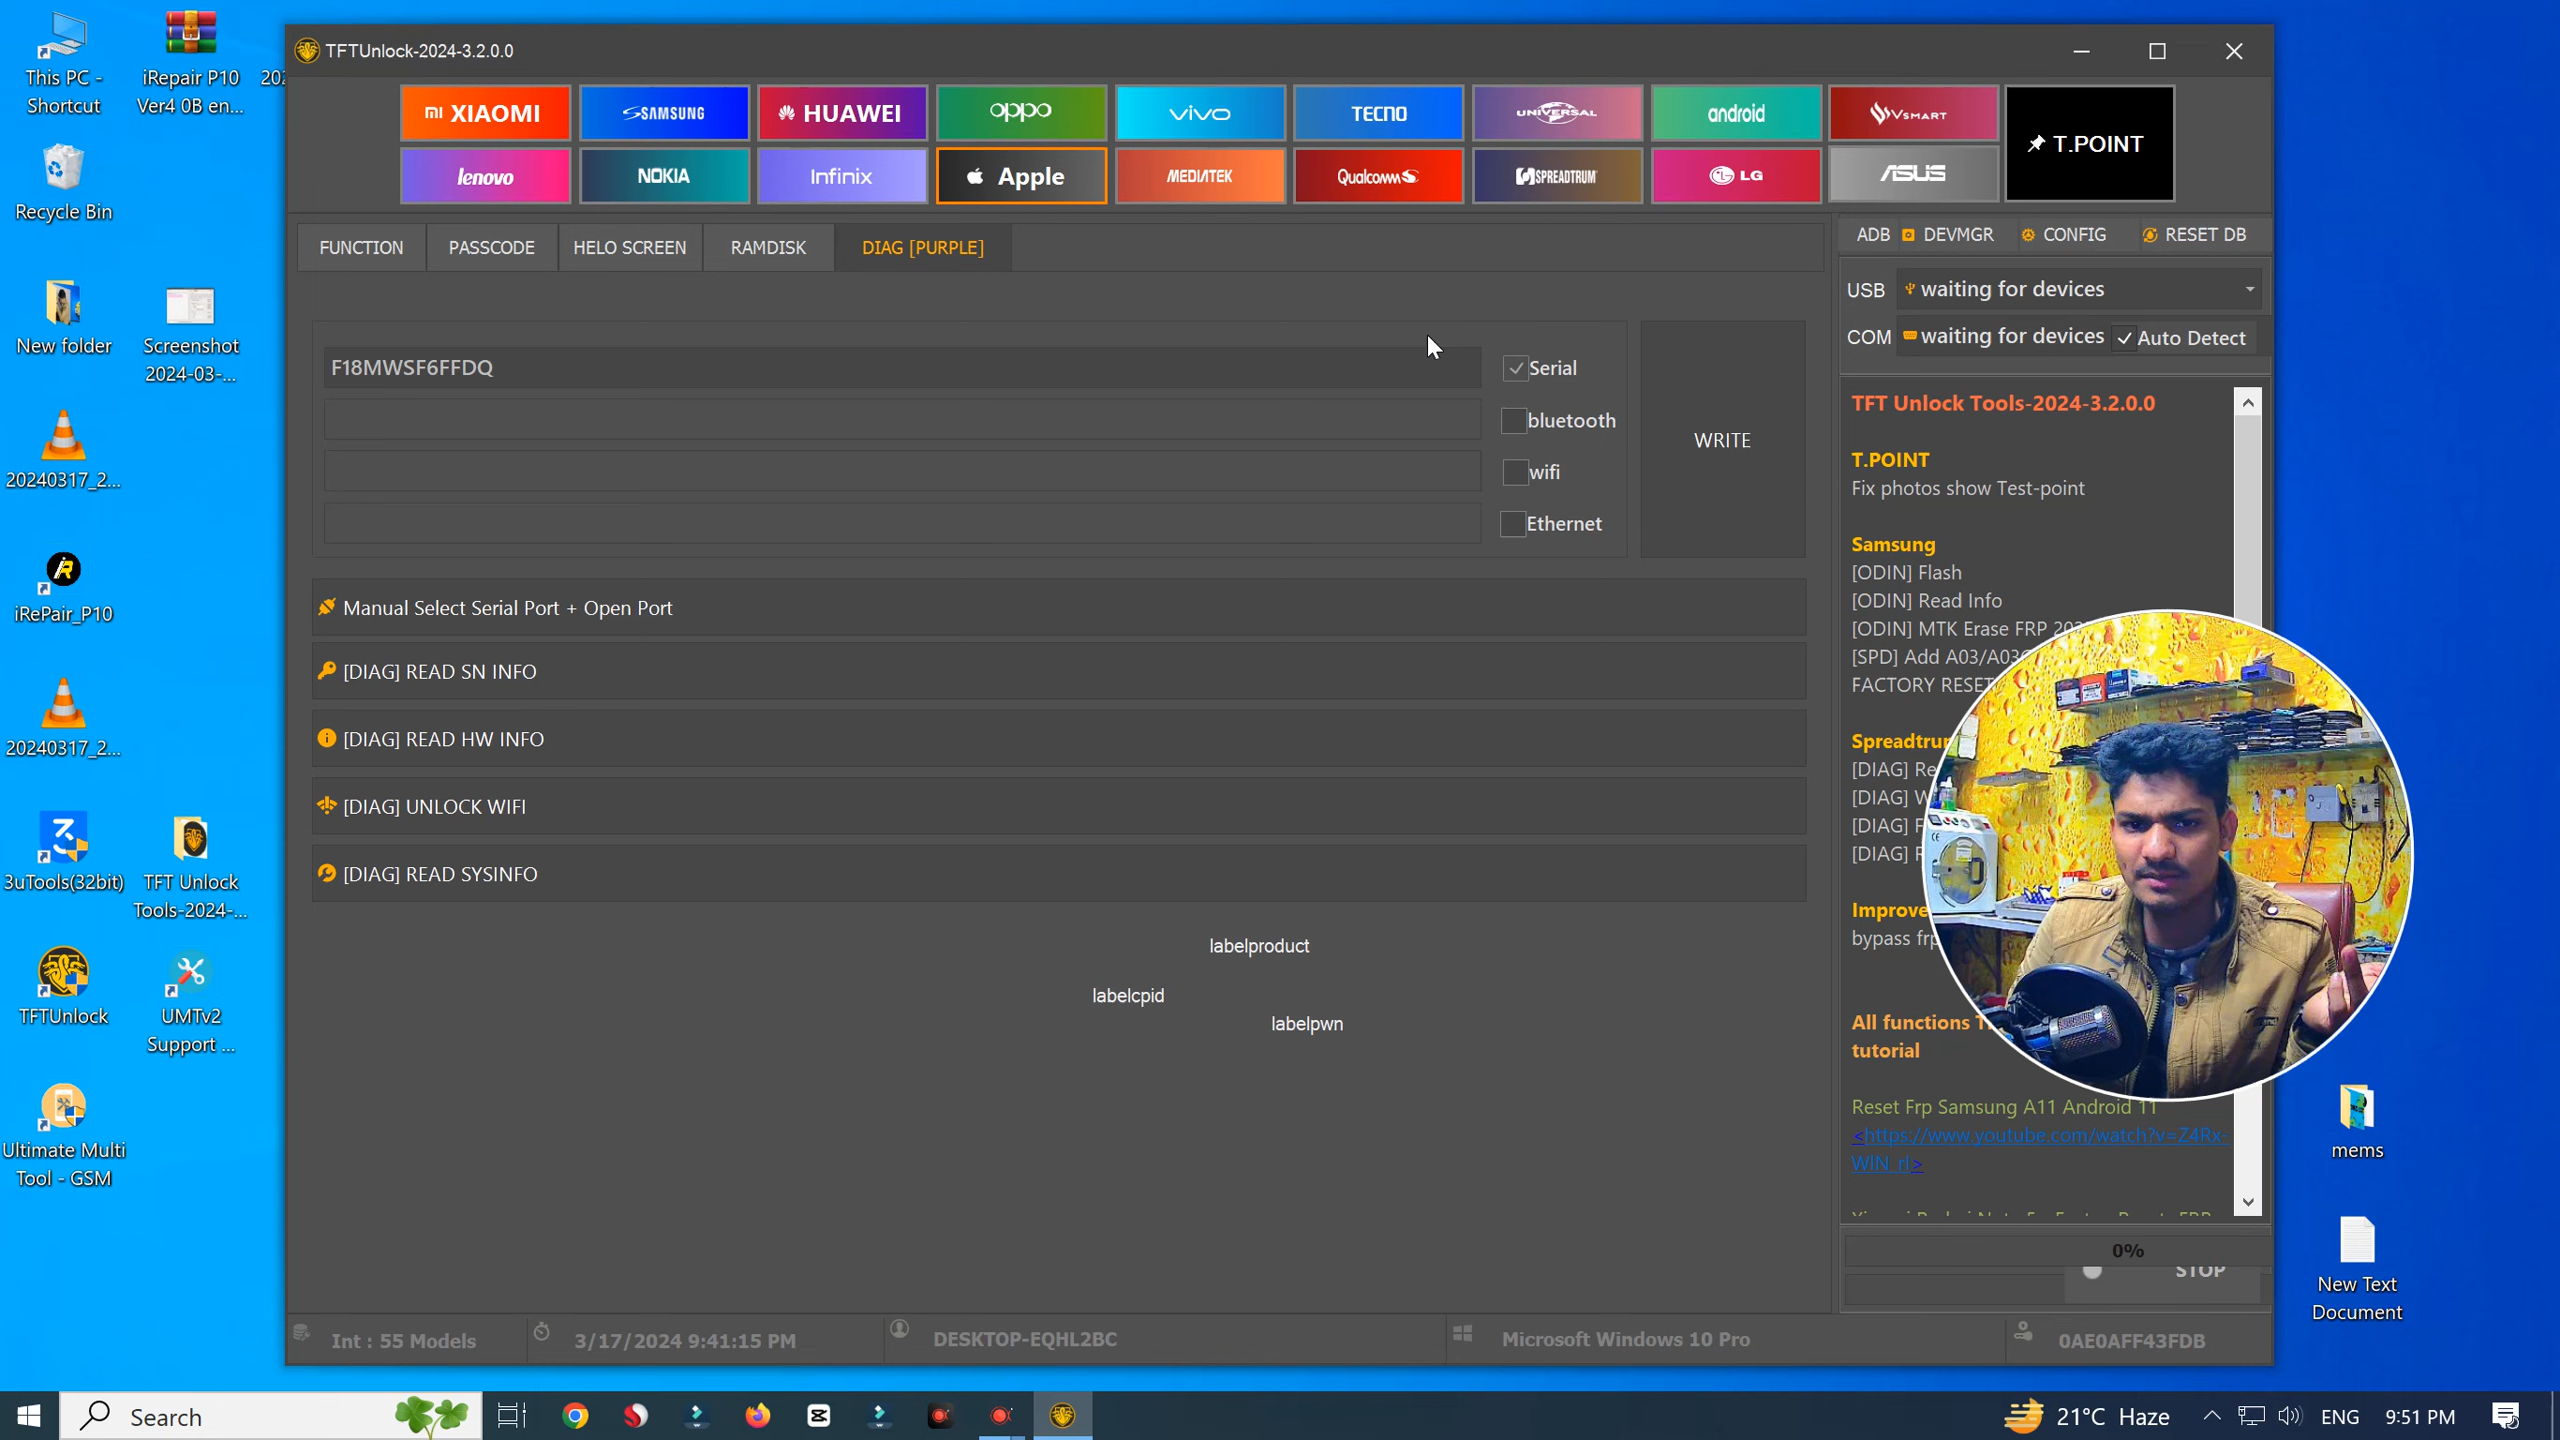 This PC -
Shortcut
iRepair P10
Ver4 0B en...
Recycle Bin
New folder
Screenshot
2024-03-...
20240317_2...
iRePair_P10
20240317_2...
3uTools(32bit)
TFT Unlock
Tools-2024-...
TFTUnlock
UMTv2
Support ...
Ultimate Multi
Tool - GSM
TFTUnlock-2024-3.2.0.0
XIAOMI
SAMSUNG
HUAWEI
oppo
vivo
TECNO
UNIVERSAL
android
VSMART
T.POINT
lenovo
NOKIA
Infinix
Apple
MEDIATEK
Qualcomm
SPREADTRUM
LG
ASUS
FUNCTION
PASSCODE
HELO SCREEN
RAMDISK
DIAG [PURPLE]
F18MWSF6FFDQ
Serial
bluetooth
wifi
Ethernet
WRITE
Manual Select Serial Port + Open Port
[DIAG] READ SN INFO
[DIAG] READ HW INFO
[DIAG] UNLOCK WIFI
[DIAG] READ SYSINFO
labelproduct
labelcpid
labelpwn
ADB
DEVMGR
CONFIG
RESET DB
USB
waiting for devices
COM
waiting for devices
Auto Detect
TFT Unlock Tools-2024-3.2.0.0
T.POINT
Fix photos show Test-point
Samsung
[ODIN] Flash
[ODIN] Read Info
[ODIN] MTK Erase FRP
[SPD] Add
FACTORY RESET
[DIAG]
[DIAG]
[DIAG]
[DIAG]
bypass
All functions
tutorial
Reset Frp Samsung A11 Android 11
<https://www.youtube.com/watch?v=Z4Rx-
0%
STOP
Int : 55 Models
3/17/2024 9:41:15 PM
DESKTOP-EQHL2BC
Microsoft Windows 10 Pro
0AE0AFF43FDB
mems
New Text
Document
Search
21°C Haze
ENG
9:51 PM